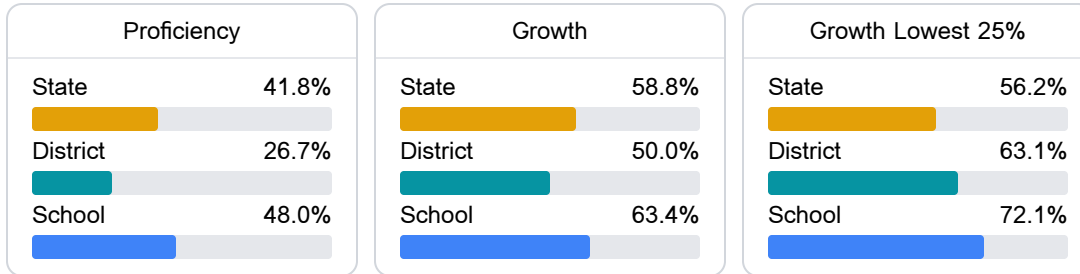 Proficiency
State 41.8%
District 26.7%
School 48.0%
Growth
State 58.8%
District 50.0%
School 63.4%
Growth Lowest 25%
State 56.2%
District 63.1%
School 72.1%